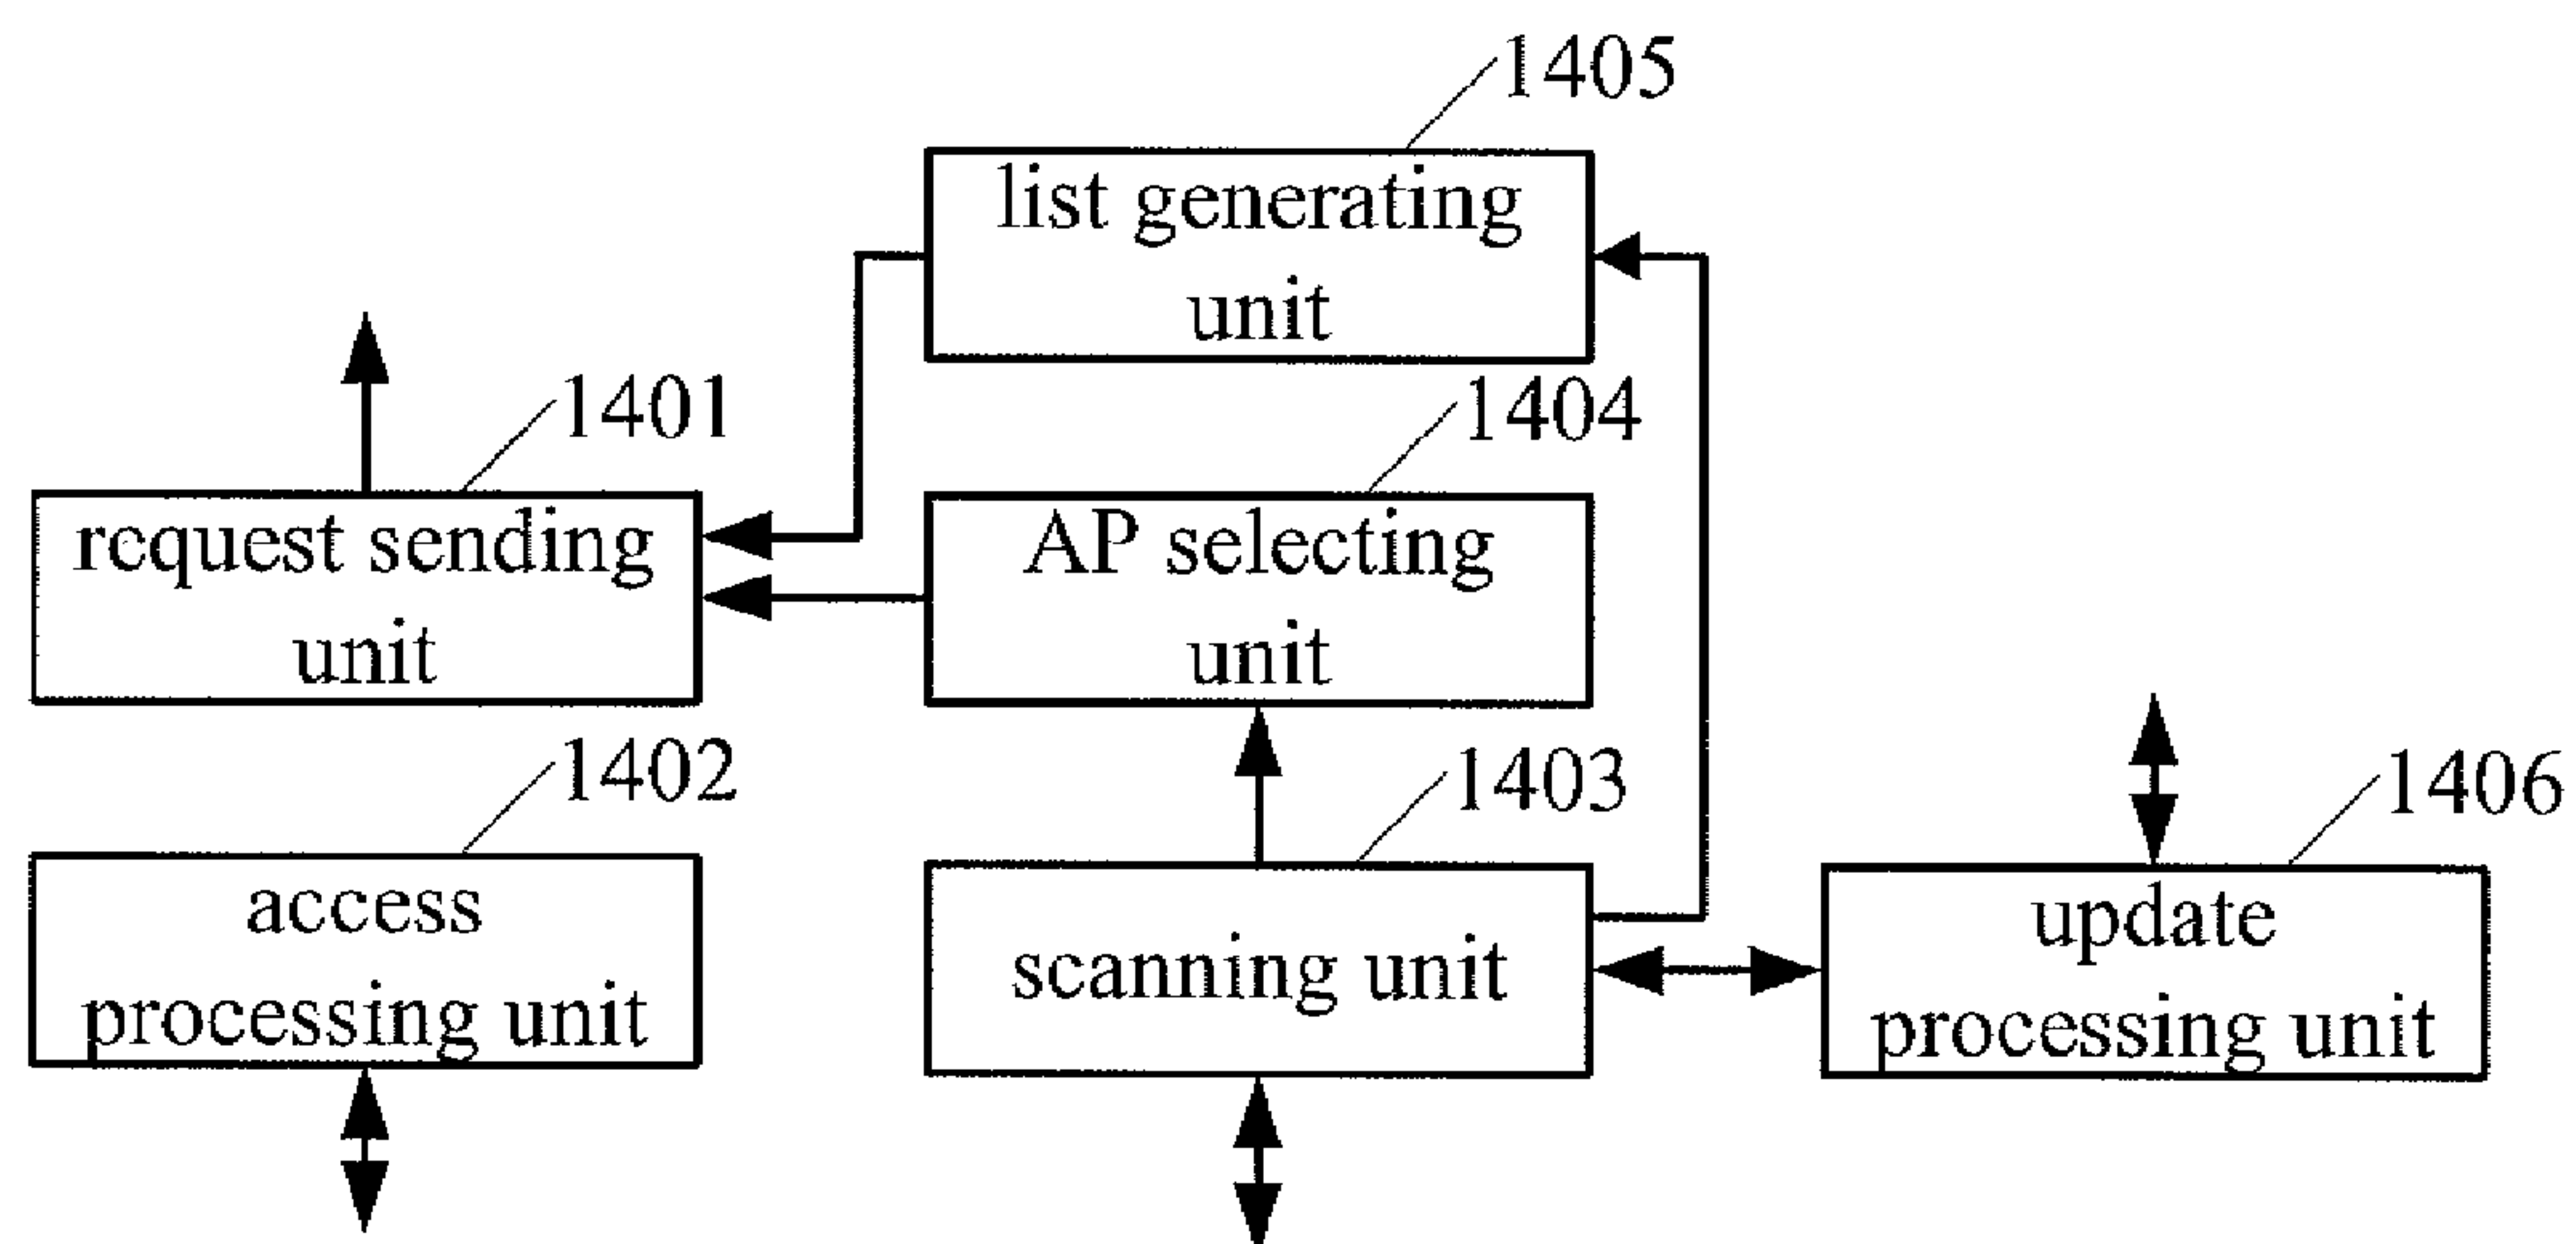 1405
list generating
unit
1401
1404
request sending
unit
AP selecting
unit
1402
1403
1406
access
processing unit
scanning unit
update
processing unit